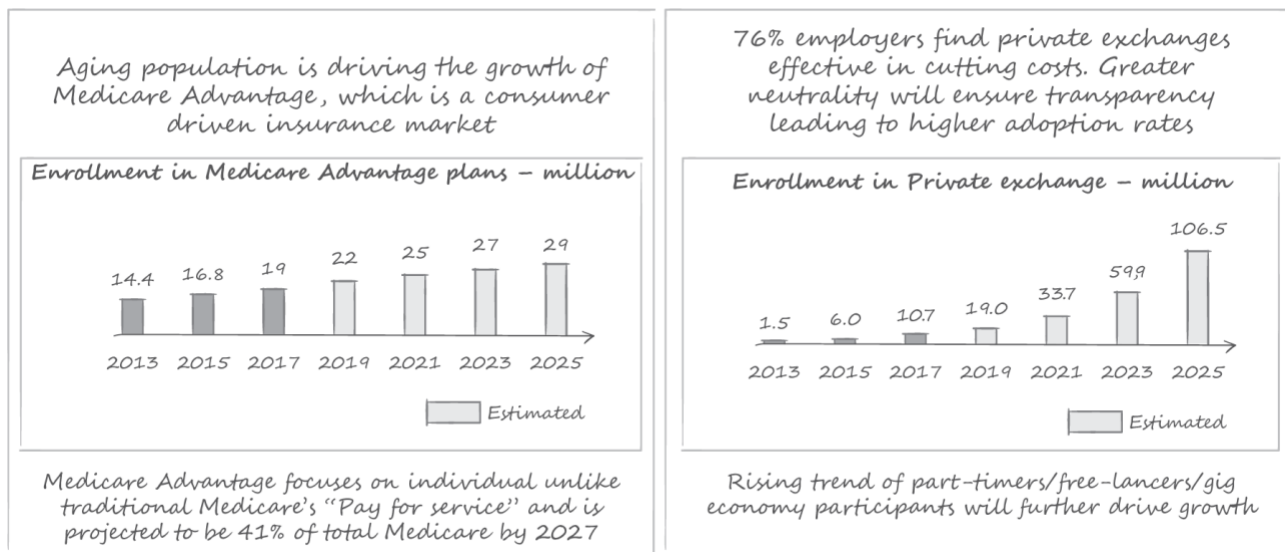 Aging population is driving the growth of
Medicare Advantage, which is a consumer
driven insurance market
Enrollment in Medicare Advantage plans – million
14.4 16.8 19 22 25 27 29
2013 2015 2017 2019 2021 2023 2025
Estimated
Medicare Advantage focuses on individual unlike
traditional Medicare's “Pay for service” and is
projected to be 41% of total Medicare by 2027
76% employers find private exchanges
effective in cutting costs. Greater
neutrality will ensure transparency
leading to higher adoption rates
Enrollment in Private exchange – million
1.5 6.0 10.7 19.0 33.7 59,9 106.5
2013 2015 2017 2019 2021 2023 2025
Estimated
Rising trend of part-timers/free-lancers/gig
economy participants will further drive growth